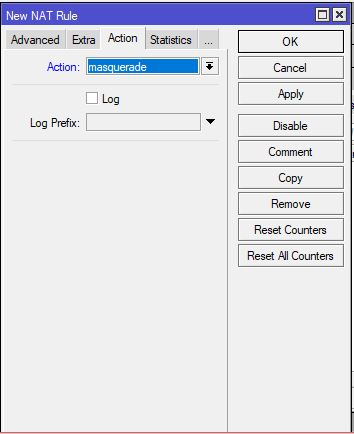 New NAT Rule
Advanced Extra Action Statistics ...
Action: masquerade
Log
Log Prefix:
OK
Cancel
Apply
Disable
Comment
Copy
Remove
Reset Counters
Reset All Counters